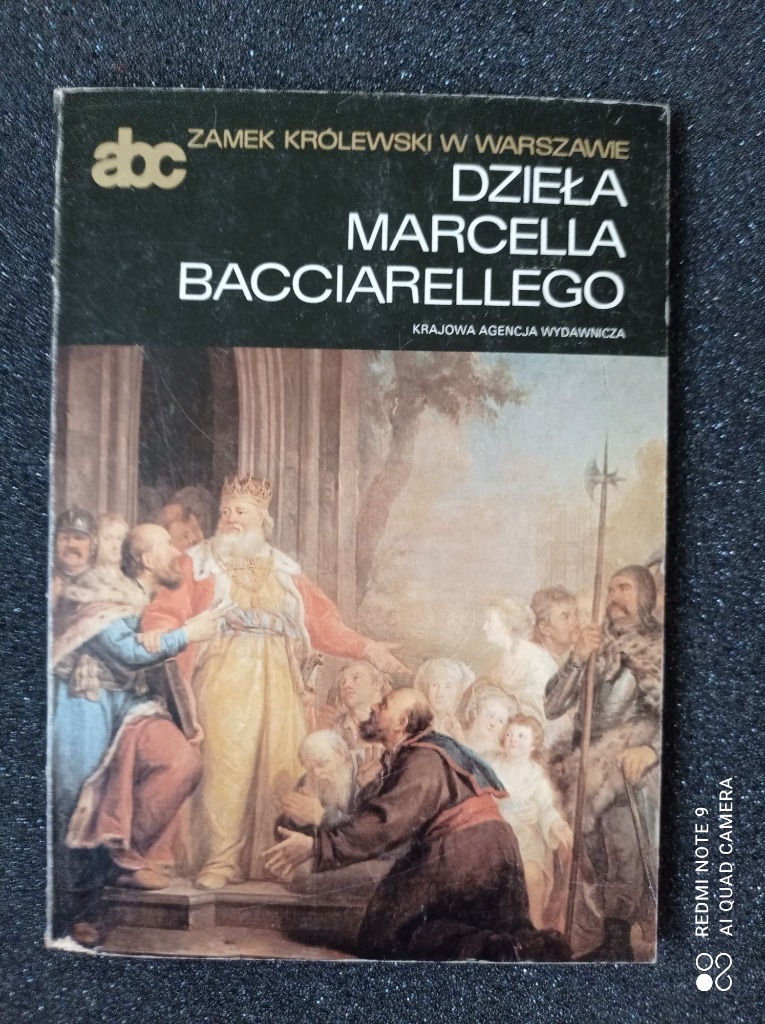 abc
ZAMEK KRÓLEWSKI W WARSZAWIE
DZIEŁA
MARCELLA
BACCIARELLEGO
KRAJOWA AGENCJA WYDAWNICZA
REDMI NOTE 9
AI QUAD CAMERA